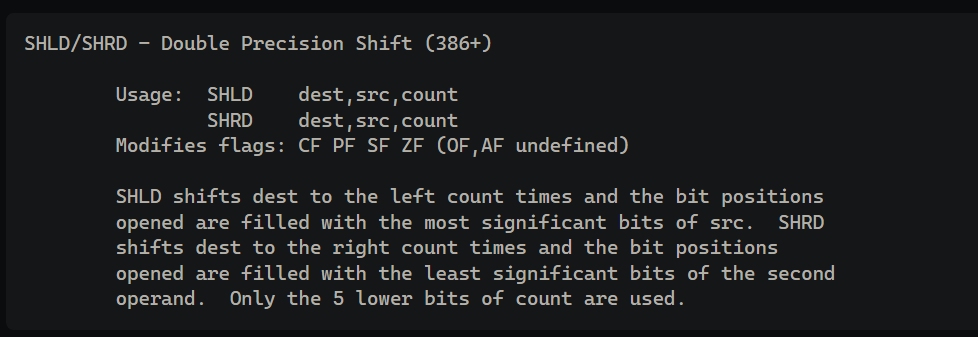 SHLD/SHRD - Double Precision Shift (386+)
Usage:  SHLD    dest,src,count
SHRD    dest,src,count
Modifies flags: CF PF SF ZF (OF,AF undefined)
SHLD shifts dest to the left count times and the bit positions
opened are filled with the most significant bits of src.  SHRD
shifts dest to the right count times and the bit positions
opened are filled with the least significant bits of the second
operand.  Only the 5 lower bits of count are used.